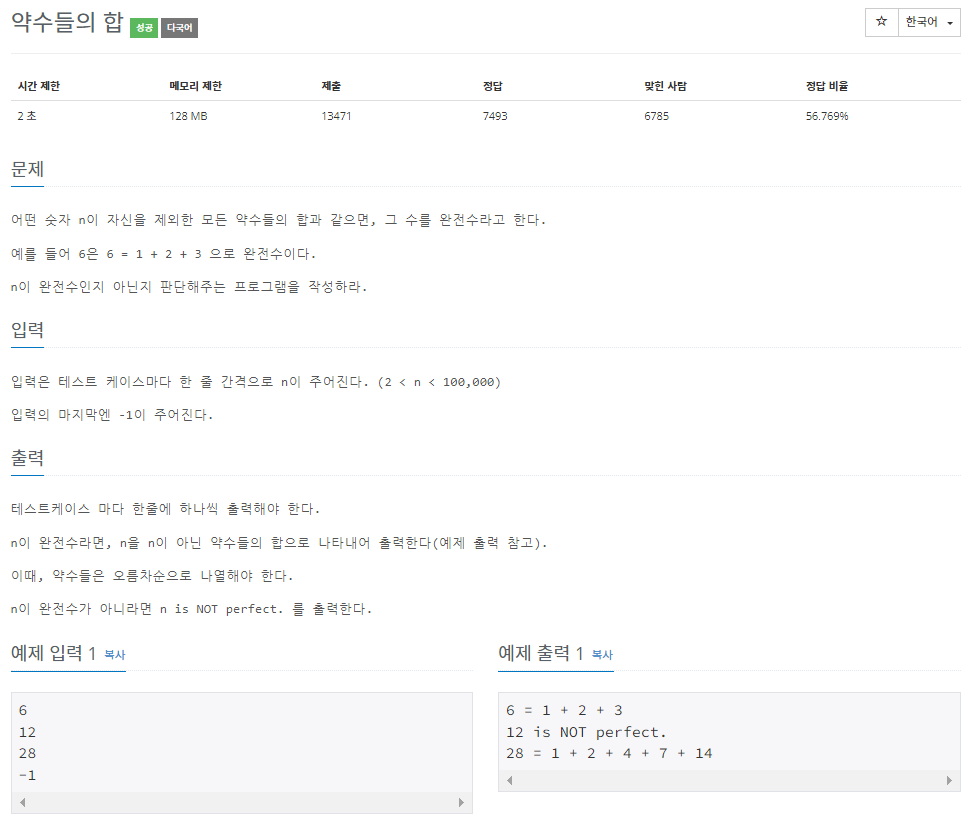 약수들의 합 성공 다국어
☆ 한국어
시간 제한 메모리 제한 제출 정답 맞힌 사람 정답 비율
2 초 128 MB 13471 7493 6785 56.769%
문제
어떤 숫자 n이 자신을 제외한 모든 약수들의 합과 같으면, 그 수를 완전수라고 한다.
예를 들어 6은 6 = 1 + 2 + 3 으로 완전수이다.
n이 완전수인지 아닌지 판단해주는 프로그램을 작성하라.
입력
입력은 테스트 케이스마다 한 줄 간격으로 n이 주어진다. (2 < n < 100,000)
입력의 마지막엔 -1이 주어진다.
출력
테스트케이스 마다 한줄에 하나씩 출력해야 한다.
n이 완전수라면, n을 n이 아닌 약수들의 합으로 나타내어 출력한다(예제 출력 참고).
이때, 약수들은 오름차순으로 나열해야 한다.
n이 완전수가 아니라면 n is NOT perfect. 를 출력한다.
예제 입력 1 복사
6
12
28
-1
예제 출력 1 복사
6 = 1 + 2 + 3
12 is NOT perfect.
28 = 1 + 2 + 4 + 7 + 14